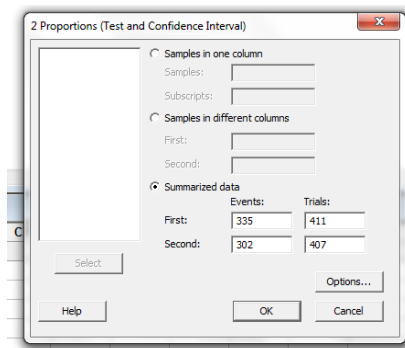 2 Proportions (Test and Confidence Interval)
x
Samples in one column
Samples:
Subscripts:
Samples in different columns
First:
Second:
Summarized data
Events: Trials:
First: 335 411
Second: 302 407
C
Select
Options...
Help OK Cancel